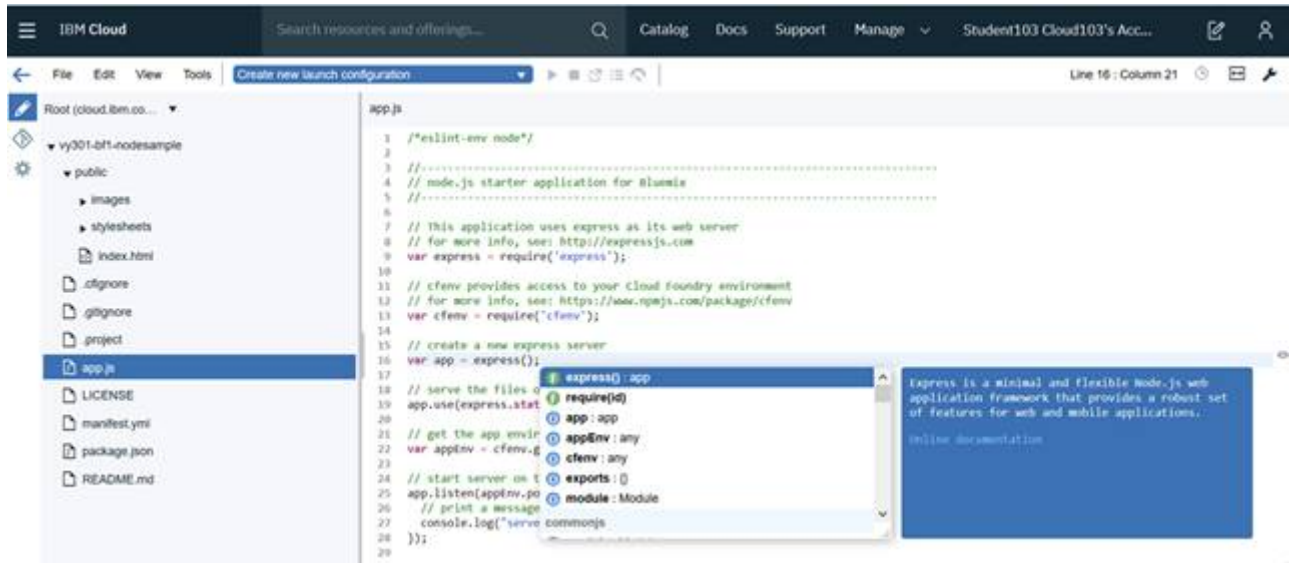 IBM Cloud
Search resources and offerings...
Catalog Docs Support Manage Student103 Cloud103's Acc...
File Edit View Tools Create new launch configuration Line 16 : Column 21
Root (cloud.ibm.co...
app.js
vy301-bf1-nodesample
public
images
stylesheets
index.html
.cfignore
.gitignore
.project
app.js
LICENSE
manifest.yml
package.json
README.md
1 /*eslint-env node*/
2
3 //------------------------------------------------------------------------------
4 // node.js starter application for Bluemix
5 //------------------------------------------------------------------------------
6
7 // This application uses express as its web server
8 // for more info, see: http://expressjs.com
9 var express = require('express');
10
11 // cfenv provides access to your Cloud Foundry environment
12 // for more info, see: https://www.npmjs.com/package/cfenv
13 var cfenv = require("cfenv");
14
15 // create a new express server
16 var app = express();
17
18 // serve the files o
19 app.use(express.stat
20
21 // get the app envir
22 var appEnv = cfenv.g
23
24 // start server on t
25 app.listen(appEnv.po
26 // print a message
27 console.log("serve
28 });
29
express() : app
require(id)
app : app
appEnv : any
cfenv : any
exports : {}
module : Module
commonjs
Express is a minimal and flexible Node.js web
application framework that provides a robust set
of features for web and mobile applications.
Online documentation